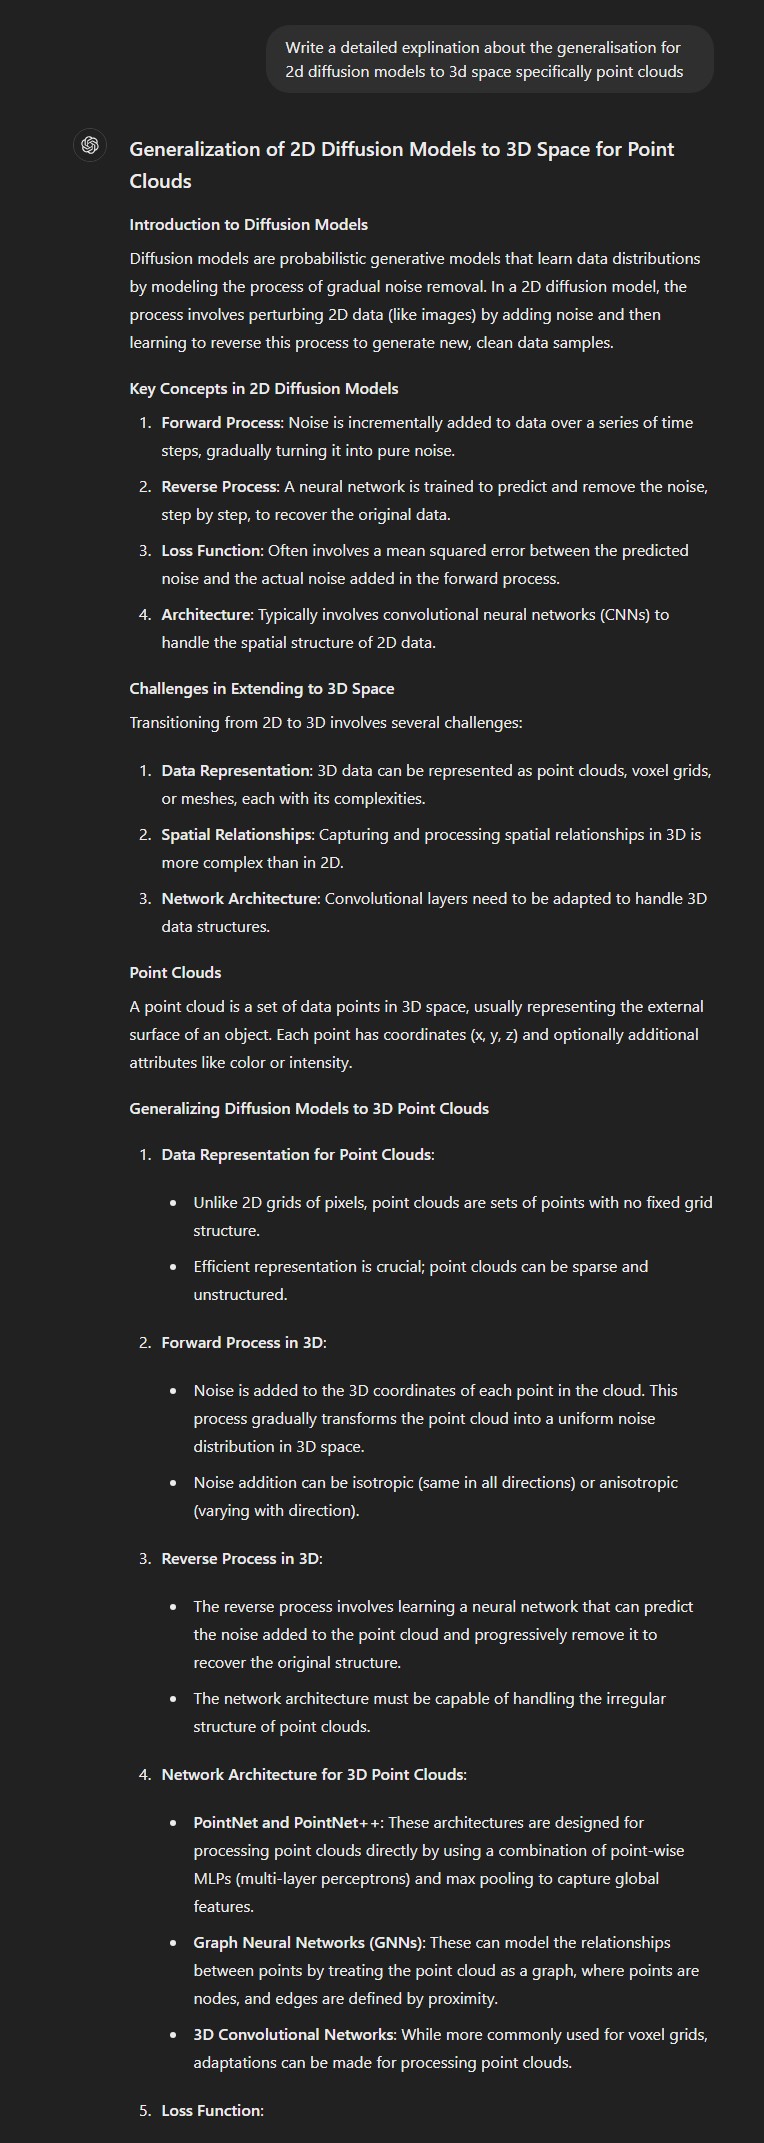 Write a detailed explination about the generalisation for
2d diffusion models to 3d space specifically point clouds
Generalization of 2D Diffusion Models to 3D Space for Point
Clouds
Introduction to Diffusion Models
Diffusion models are probabilistic generative models that learn data distributions
by modeling the process of gradual noise removal. In a 2D diffusion model, the
process involves perturbing 2D data (like images) by adding noise and then
learning to reverse this process to generate new, clean data samples.
Key Concepts in 2D Diffusion Models
1. Forward Process: Noise is incrementally added to data over a series of time
steps, gradually turning it into pure noise.
2. Reverse Process: A neural network is trained to predict and remove the noise,
step by step, to recover the original data.
3. Loss Function: Often involves a mean squared error between the predicted
noise and the actual noise added in the forward process.
4. Architecture: Typically involves convolutional neural networks (CNNs) to
handle the spatial structure of 2D data.
Challenges in Extending to 3D Space
Transitioning from 2D to 3D involves several challenges:
1. Data Representation: 3D data can be represented as point clouds, voxel grids,
or meshes, each with its complexities.
2. Spatial Relationships: Capturing and processing spatial relationships in 3D is
more complex than in 2D.
3. Network Architecture: Convolutional layers need to be adapted to handle 3D
data structures.
Point Clouds
A point cloud is a set of data points in 3D space, usually representing the external
surface of an object. Each point has coordinates (x, y, z) and optionally additional
attributes like color or intensity.
Generalizing Diffusion Models to 3D Point Clouds
1. Data Representation for Point Clouds:
• Unlike 2D grids of pixels, point clouds are sets of points with no fixed grid
structure.
• Efficient representation is crucial; point clouds can be sparse and
unstructured.
2. Forward Process in 3D:
• Noise is added to the 3D coordinates of each point in the cloud. This
process gradually transforms the point cloud into a uniform noise
distribution in 3D space.
• Noise addition can be isotropic (same in all directions) or anisotropic
(varying with direction).
3. Reverse Process in 3D:
• The reverse process involves learning a neural network that can predict
the noise added to the point cloud and progressively remove it to
recover the original structure.
• The network architecture must be capable of handling the irregular
structure of point clouds.
4. Network Architecture for 3D Point Clouds:
• PointNet and PointNet++: These architectures are designed for
processing point clouds directly by using a combination of point-wise
MLPs (multi-layer perceptrons) and max pooling to capture global
features.
• Graph Neural Networks (GNNs): These can model the relationships
between points by treating the point cloud as a graph, where points are
nodes, and edges are defined by proximity.
• 3D Convolutional Networks: While more commonly used for voxel grids,
adaptations can be made for processing point clouds.
5. Loss Function: